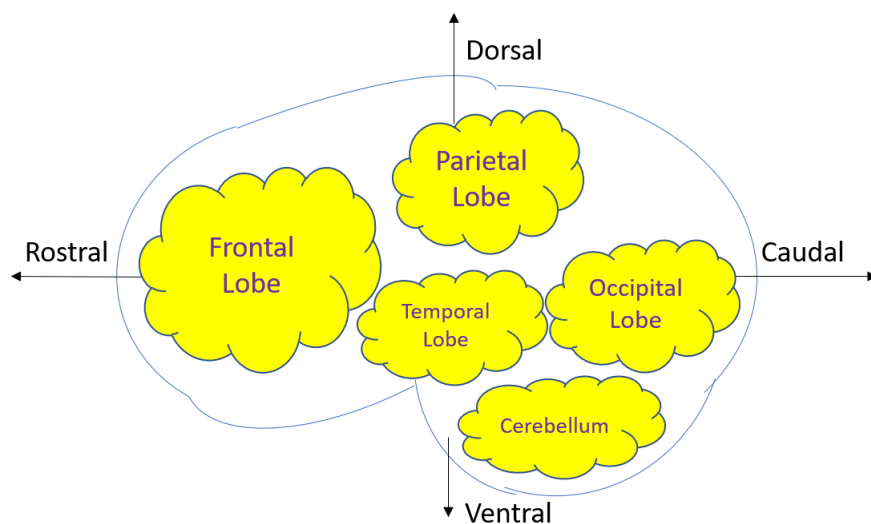 Dorsal
Parietal
Lobe
Rostral
Frontal
Lobe
Caudal
Occipital
Lobe
Temporal
Lobe
Cerebellum
Ventral